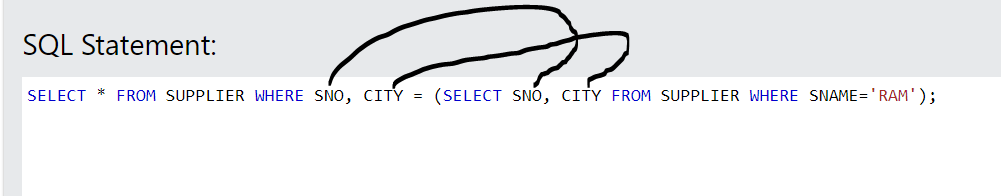 SQL Statement:
SELECT * FROM SUPPLIER WHERE SNO, CITY = (SELECT SNO, CITY FROM SUPPLIER WHERE SNAME='RAM');